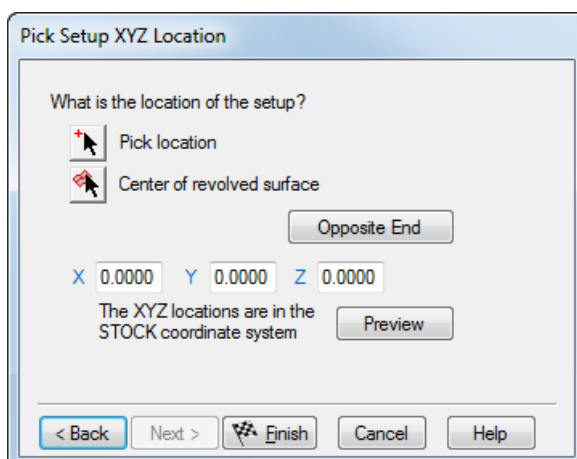 Pick Setup XYZ Location
What is the location of the setup?
Pick location
Center of revolved surface
Opposite End
X 0.0000 Y 0.0000 Z 0.0000
The XYZ locations are in the
STOCK coordinate system
Preview
< Back Next > Finish Cancel Help